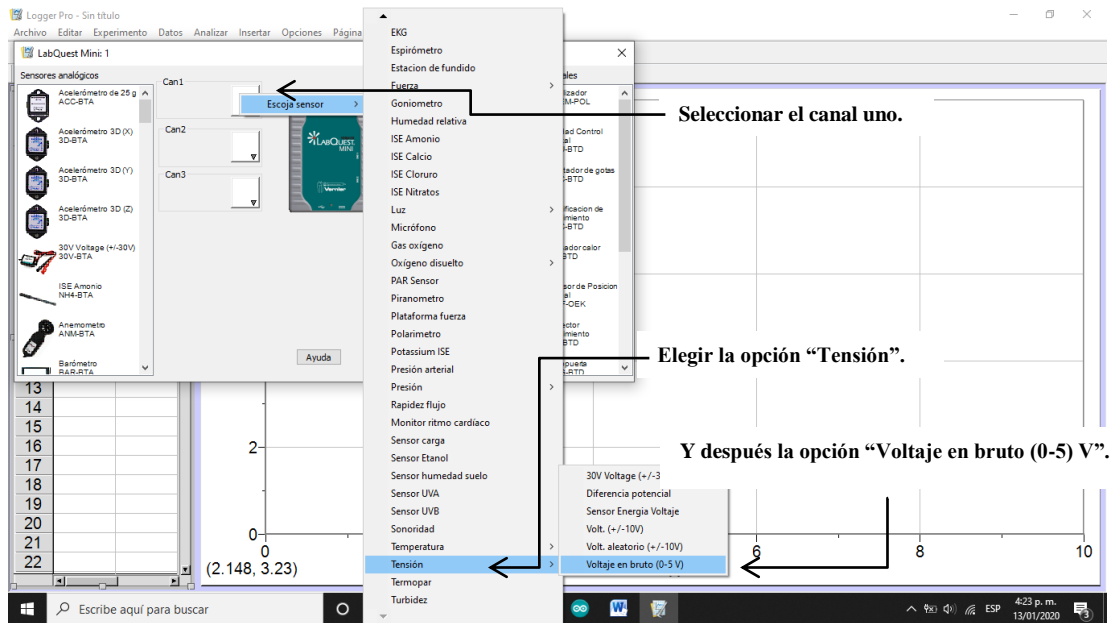 Logger Pro - Sin título
Archivo Editar Experimento Datos Analizar Insertar Opciones Página
LabQuest Mini: 1
Sensores analógicos
Acelerómetro de 25 g
ACC-BTA
Acelerómetro 3D (X)
3D-BTA
Acelerómetro 3D (Y)
3D-BTA
Acelerómetro 3D (Z)
3D-BTA
30V Voltage (+/-30V)
30V-BTA
ISE Amonio
NH4-BTA
Anemometro
ANM-BTA
Barómetro
BAR-BTA
Can1
Can2
Can3
Escoja sensor
LABQUEST
MINI
Vernier
Ayuda
EKG
Espirómetro
Estacion de fundido
Fuerza
Goniometro
Humedad relativa
ISE Amonio
ISE Calcio
ISE Cloruro
ISE Nitratos
Luz
Micrófono
Gas oxígeno
Oxígeno disuelto
PAR Sensor
Piranometro
Plataforma fuerza
Polarimetro
Potassium ISE
Presión arterial
Presión
Rapidez flujo
Monitor ritmo cardíaco
Sensor carga
Sensor Etanol
Sensor humedad suelo
Sensor UVA
Sensor UVB
Sonoridad
Temperatura
Tensión
Termopar
Turbidez
30V Voltage (+/-3
Diferencia potencial
Sensor Energia Voltaje
Volt. (+/-10V)
Volt. aleatorio (+/-10V)
Voltaje en bruto (0-5 V)
Seleccionar el canal uno.
Elegir la opción “Tensión”.
Y después la opción “Voltaje en bruto (0-5) V”.
13
14
15
16
17
18
19
20
21
22
2
0
0
6
8
10
(2.148, 3.23)
Escribe aquí para buscar
ESP
4:23 p. m.
13/01/2020
3